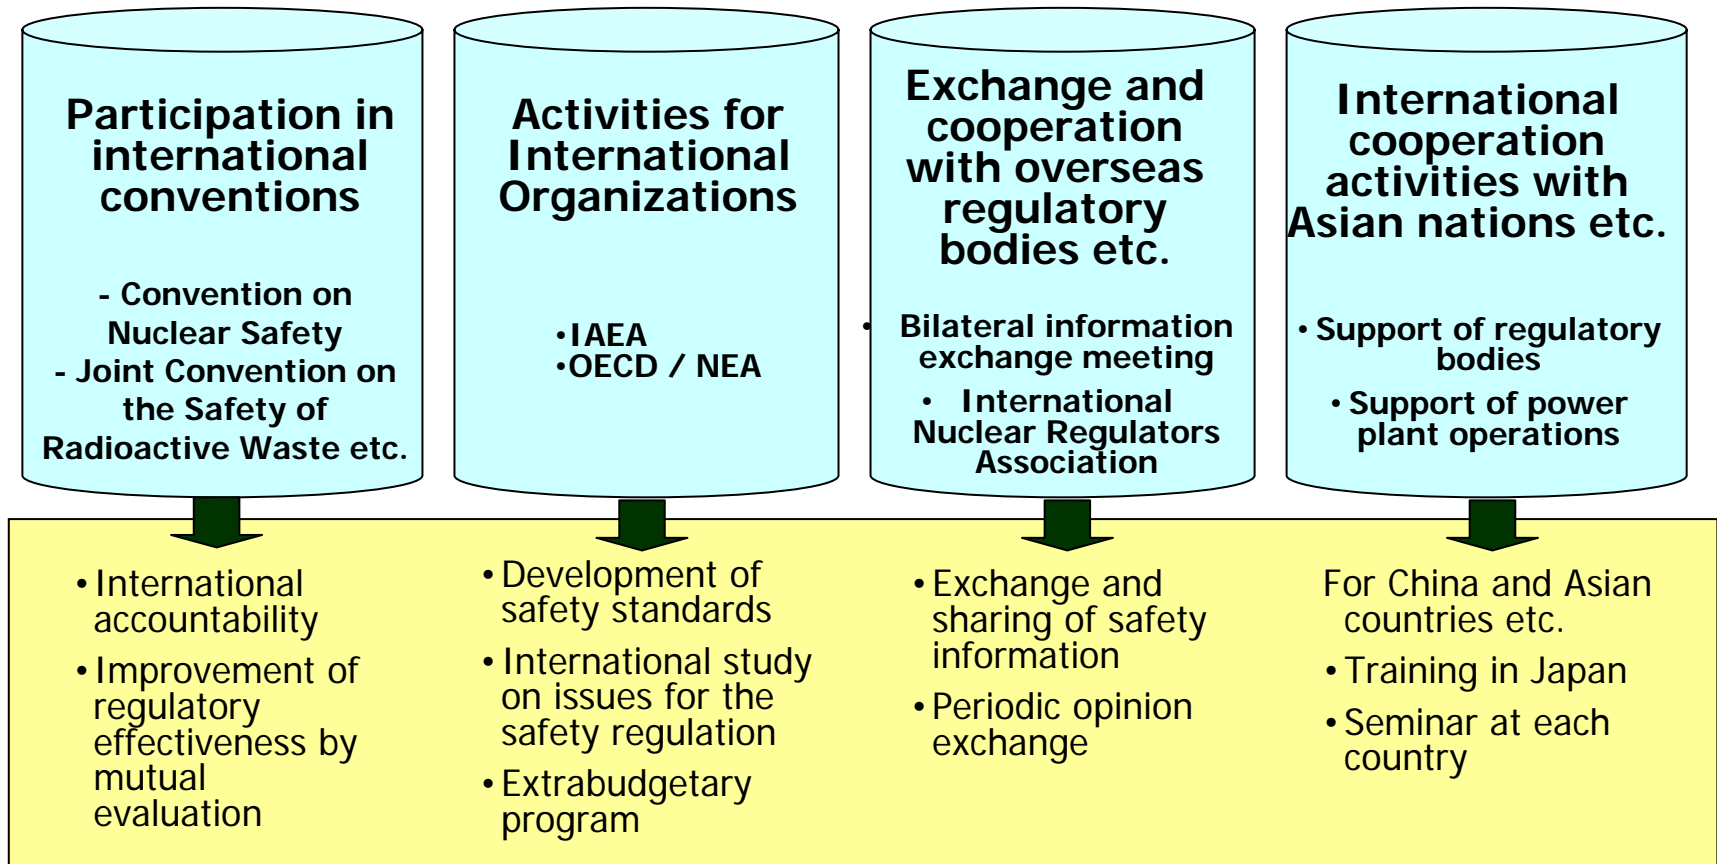 Participation in
international
conventions
- Convention on
Nuclear Safety
- Joint Convention on
the Safety of
Radioactive Waste etc.
Activities for
International
Organizations
•IAEA
•OECD / NEA
Exchange and
cooperation
with overseas
regulatory
bodies etc.
• Bilateral information
exchange meeting
• International
Nuclear Regulators
Association
International
cooperation
activities with
Asian nations etc.
• Support of regulatory
bodies
• Support of power
plant operations
• International
accountability
• Improvement of
regulatory
effectiveness by
mutual
evaluation
• Development of
safety standards
• International study
on issues for the
safety regulation
• Extrabudgetary
program
• Exchange and
sharing of safety
information
• Periodic opinion
exchange
For China and Asian
countries etc.
• Training in Japan
• Seminar at each
country